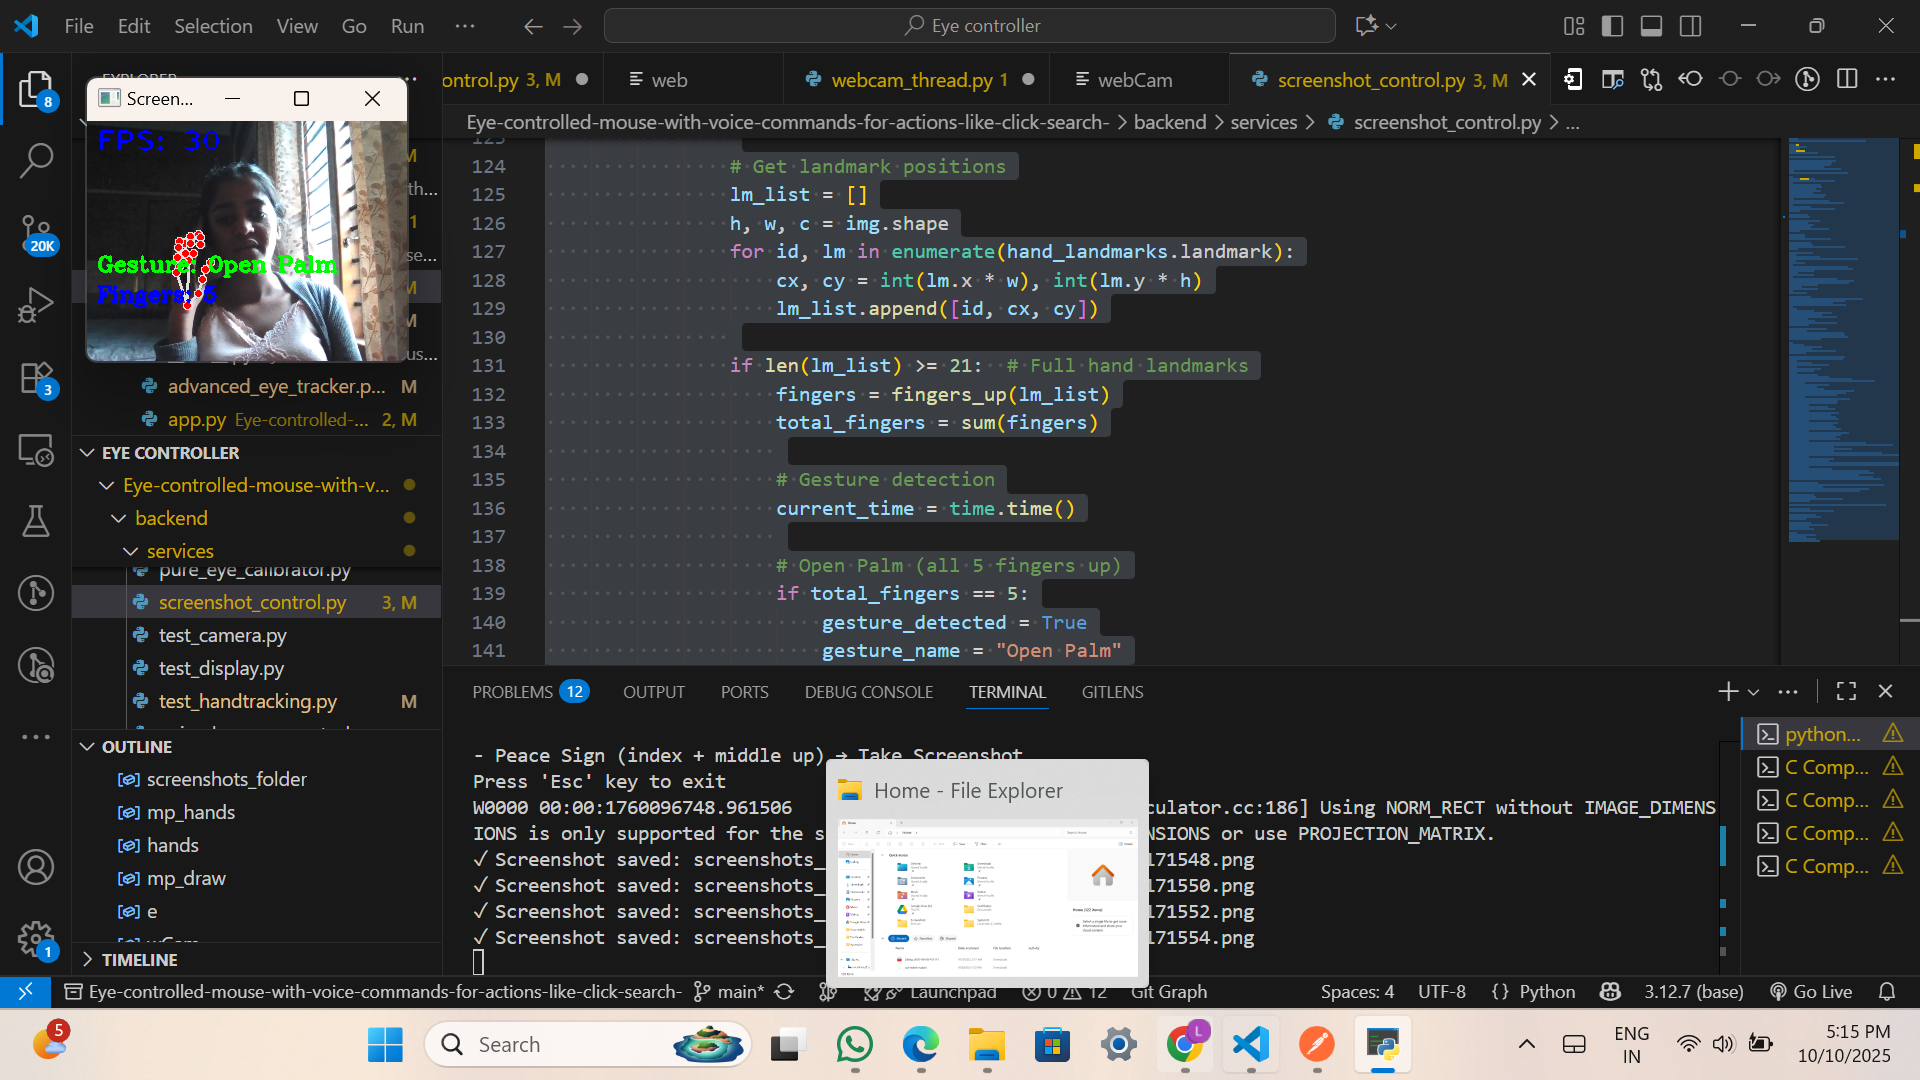 File Edit Selection View Go Run ...
Eye controller
EXPLORER
Screen...
FPS: 30
Gesture: Open Palm
Fingers: 5
8
20K
3
1
advanced_eye_tracker.p... M
app.py Eye-controlled-... 2, M
EYE CONTROLLER
Eye-controlled-mouse-with-v...
backend
services
pure_eye_calibrator.py
screenshot_control.py 3, M
test_camera.py
test_display.py
test_handtracking.py M
OUTLINE
screenshots_folder
mp_hands
hands
mp_draw
e
TIMELINE
ontrol.py 3, M
web
webcam_thread.py 1
webCam
screenshot_control.py 3, M
Eye-controlled-mouse-with-voice-commands-for-actions-like-click-search- > backend > services > screenshot_control.py > ...
124 # Get landmark positions
125 lm_list = []
126 h, w, c = img.shape
127 for id, lm in enumerate(hand_landmarks.landmark):
128 cx, cy = int(lm.x * w), int(lm.y * h)
129 lm_list.append([id, cx, cy])
130
131 if len(lm_list) >= 21: # Full hand landmarks
132 fingers = fingers_up(lm_list)
133 total_fingers = sum(fingers)
134
135 # Gesture detection
136 current_time = time.time()
137
138 # Open Palm (all 5 fingers up)
139 if total_fingers == 5:
140 gesture_detected = True
141 gesture_name = "Open Palm"
PROBLEMS 12 OUTPUT PORTS DEBUG CONSOLE TERMINAL GITLENS
- Peace Sign (index + middle up) → Take Screenshot
Press 'Esc' key to exit
W0000 00:00:1760096748.961506 culator.cc:186] Using NORM_RECT without IMAGE_DIMENS
IONS is only supported for the s NSIONS or use PROJECTION_MATRIX.
✓ Screenshot saved: screenshots_ 171548.png
✓ Screenshot saved: screenshots_ 171550.png
✓ Screenshot saved: screenshots_ 171552.png
✓ Screenshot saved: screenshots_ 171554.png
python...
C Comp...
C Comp...
C Comp...
C Comp...
Home - File Explorer
Eye-controlled-mouse-with-voice-commands-for-actions-like-click-search- main* Launchpad 0 12 Git Graph Spaces: 4 UTF-8 {} Python 3.12.7 (base) Go Live
5
Search
L
ENG
IN
5:15 PM
10/10/2025